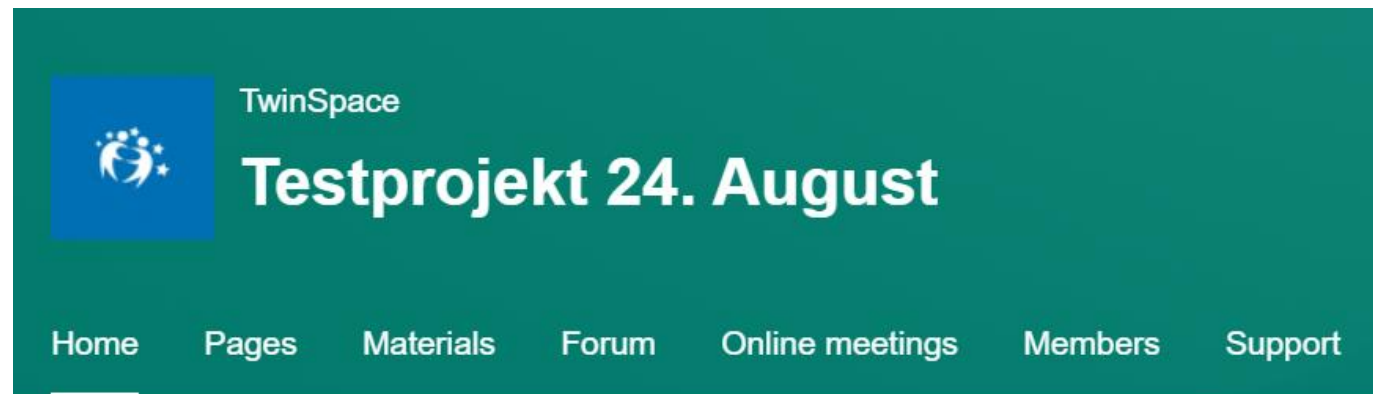 TwinSpace
Testprojekt 24. August
Home Pages Materials Forum Online meetings Members Support